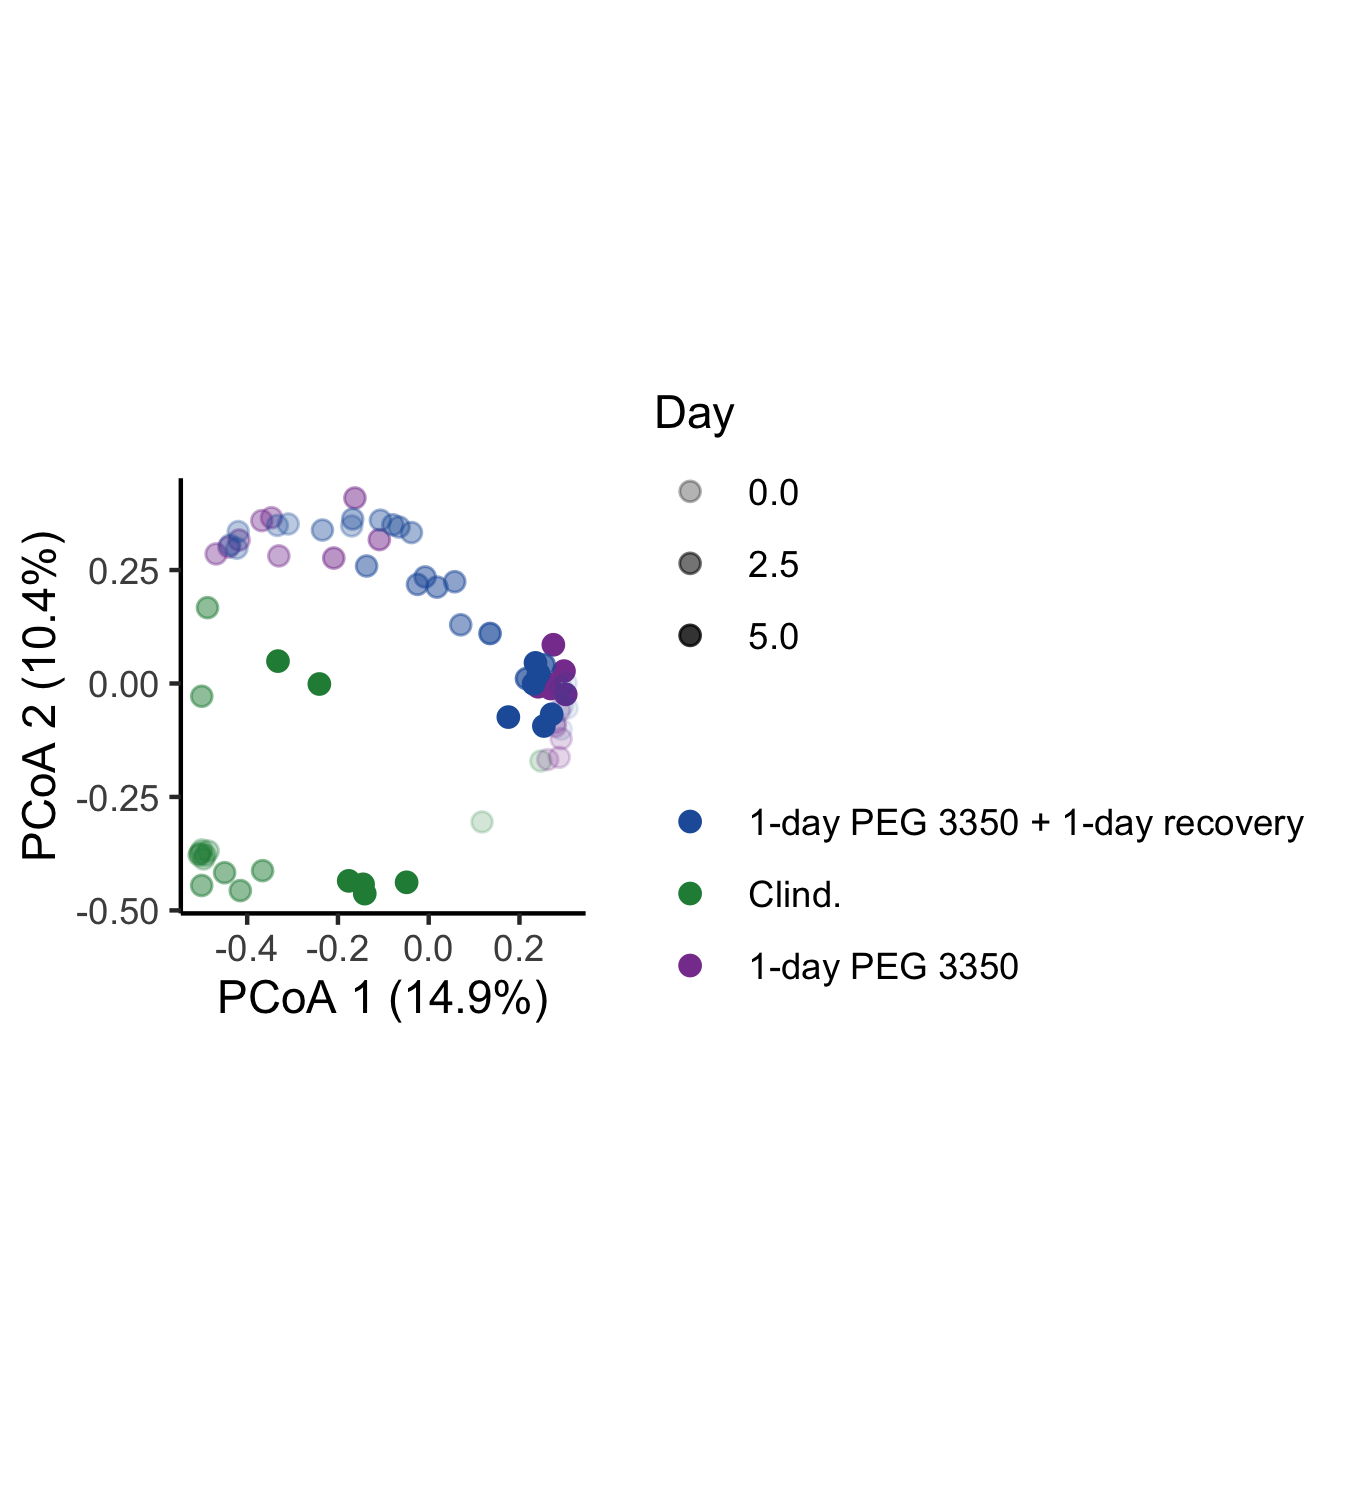 Day
0.0
2.5
5.0
1-day PEG 3350 + 1-day recovery
Clind.
1-day PEG 3350
PCoA 2 (10.4%)
0.25
0.00
-0.25
-0.50
-0.4 -0.2 0.0 0.2
PCoA 1 (14.9%)